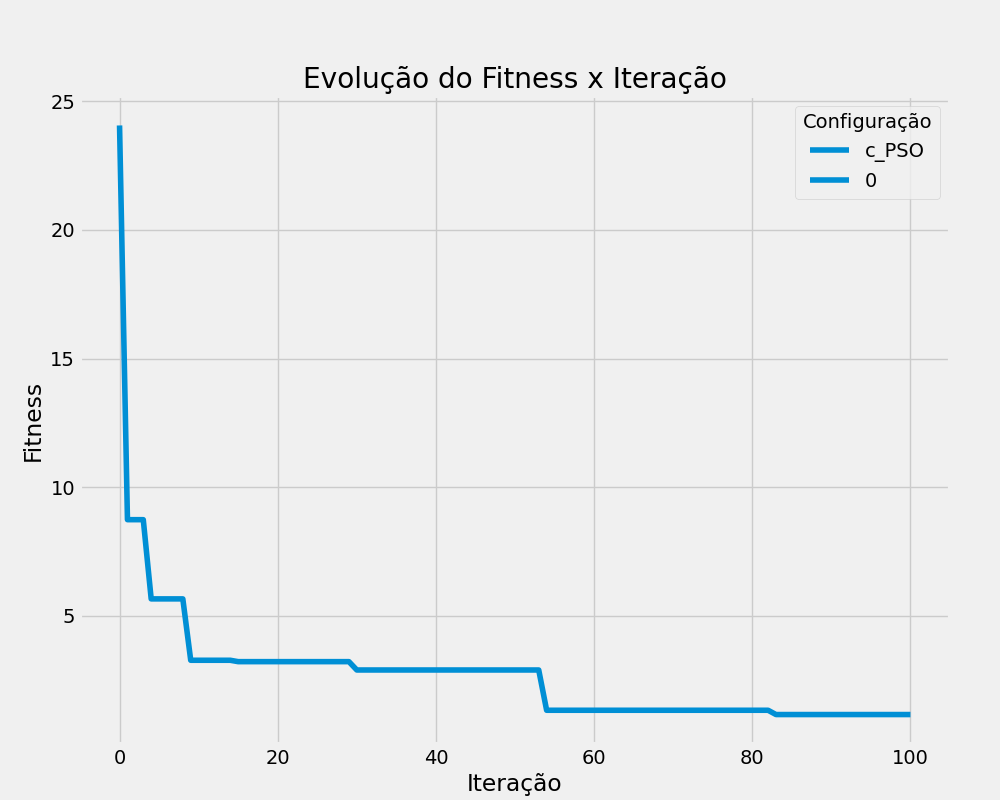 Evolução do Fitness x Iteração
Configuração
c_PSO
0
Fitness
25
20
15
10
5
0 20 40 60 80 100
Iteração